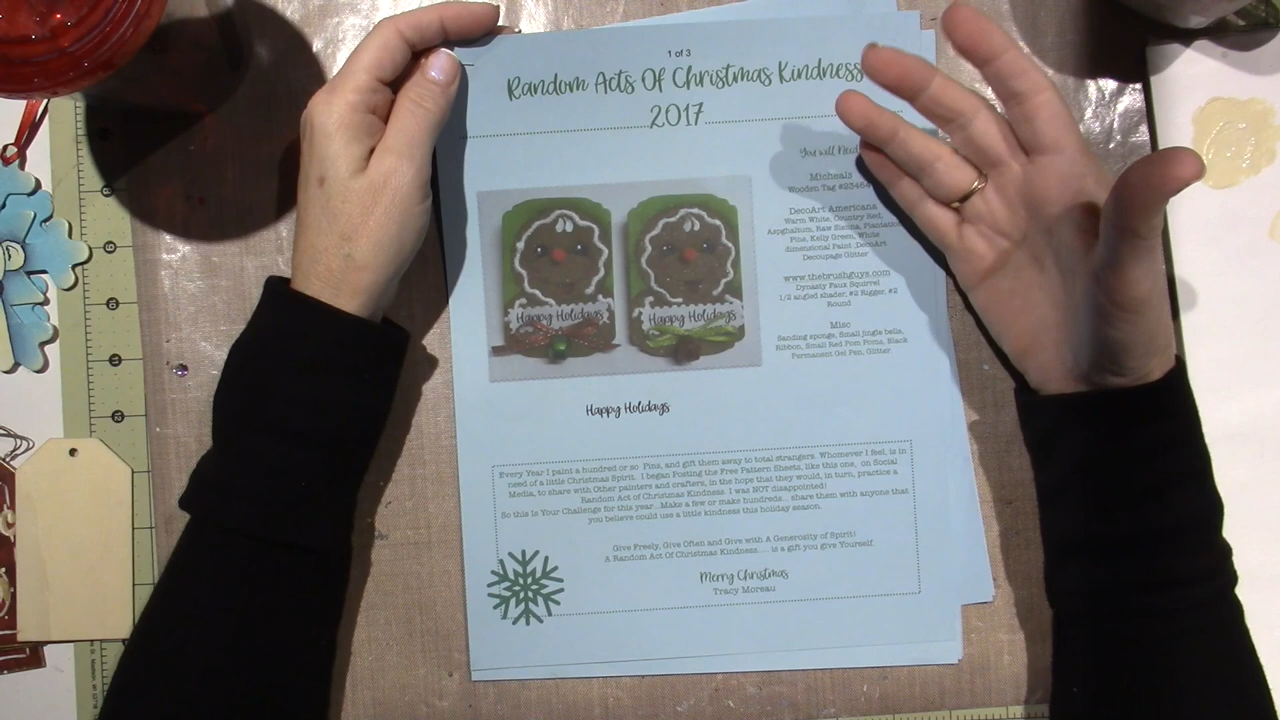 1 of 3
Random Acts Of Christmas Kindness
2017
You will Need
Micheals
Wooden Tag #23464
DecoArt Americana
Warm White, Country Red,
Asphaltum, Raw Sienna, Plantation
Pine, Kelly Green, White
dimensional Paint ,DecoArt
Decoupage Glitter
www.thebrushguys.com
Dynasty Faux Squirrel
1/2 angled shader, #2 Rigger, #2
Round
Misc
Sanding sponge, Small jingle bells,
Ribbon, Small Red Pom Poms, Black
Permanent Gel Pen, Glitter.
Happy Holidays
Happy Holidays
Happy Holidays
Every Year I paint a hundred or so Pins, and gift them away to total strangers. Whomever I feel, is in
need of a little Christmas Spirit. I began Posting the Free Pattern Sheets, like this one, on Social
Media, to share with Other painters and crafters, in the hope that they would, in turn, practice a
Random Act of Christmas Kindness. I was NOT disappointed!
So this Is Your Challenge for this year...Make a few or make hundreds... share them with anyone that
you believe could use a little kindness this holiday season.
Give Freely, Give Often and Give with A Generosity of Spirit!
A Random Act Of Christmas Kindness..... is a gift you give Yourself.
Merry Christmas
Tracy Moreau
9
10
11
12